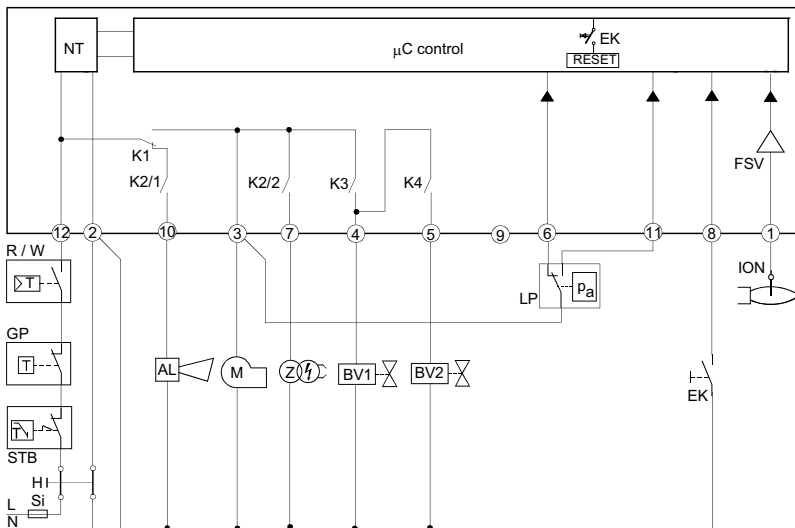 NT
µC control
EK
RESET
K1
K2/1
K2/2
K3
K4
FSV
12
2
10
3
7
4
5
9
6
11
8
1
R / W
T
LP
pa
ION
GP
T
AL
M
Z
BV1
BV2
EK
T
STB
H
Si
L
N